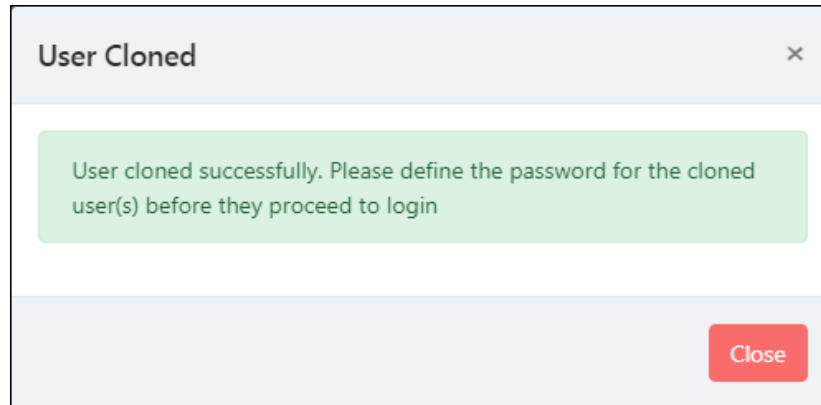 User Cloned
×
User cloned successfully. Please define the password for the cloned
user(s) before they proceed to login
Close